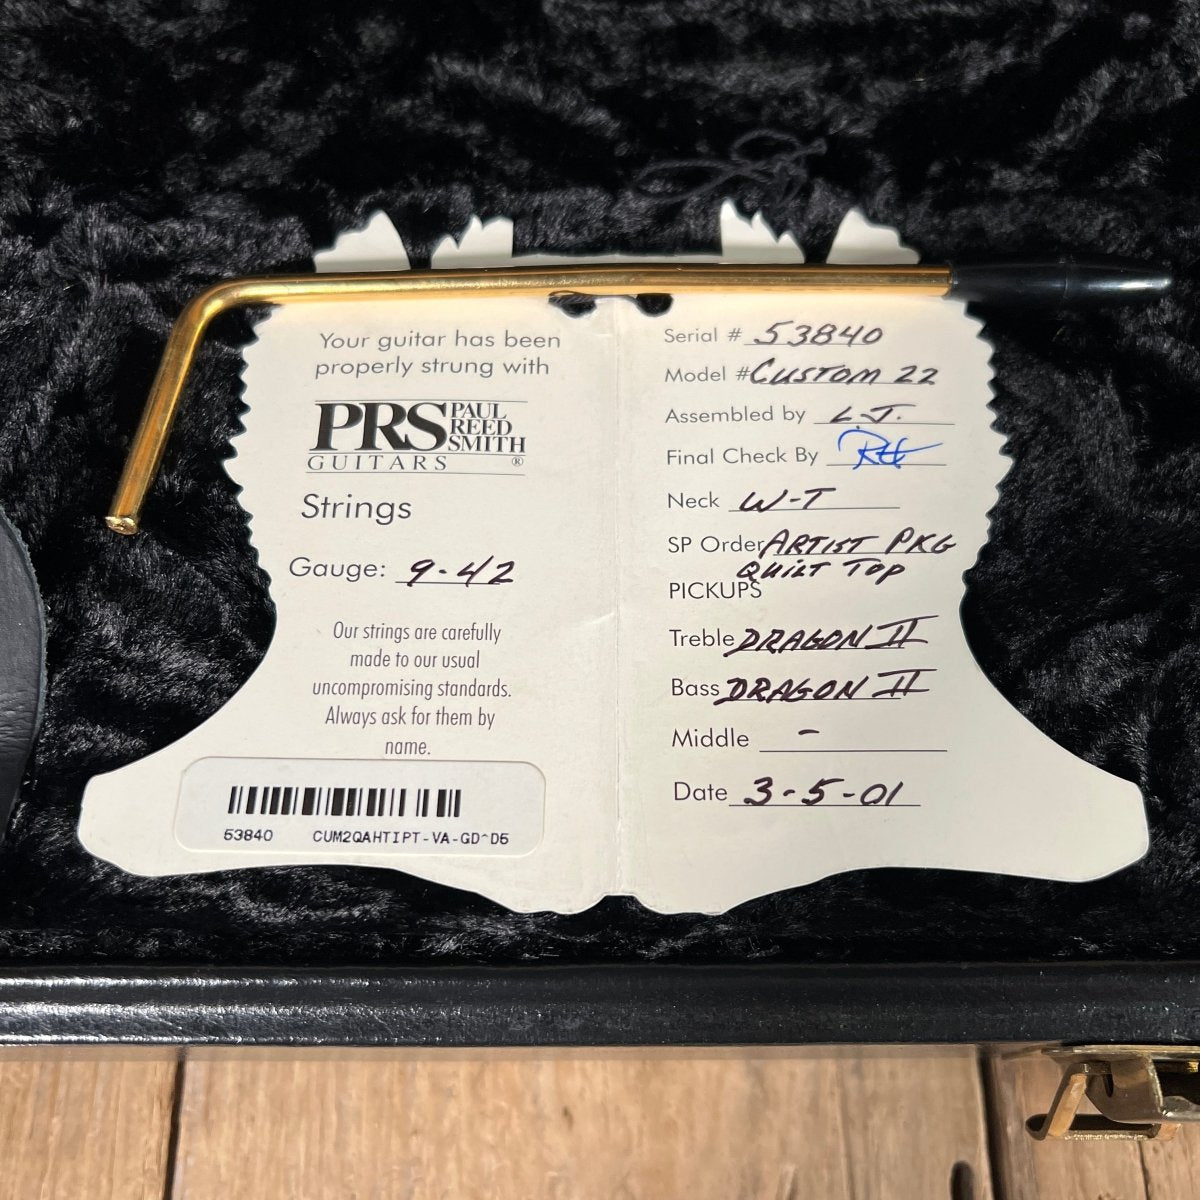 Your guitar has been
properly strung with
PRS PAUL
REED
SMITH
GUITARS ®
Strings
Gauge: 9-42
Our strings are carefully
made to our usual
uncompromising standards.
Always ask for them by
name.
53840 CUM2QAHTIPT-VA-GD^D5
Serial # 53840
Model # CUSTOM 22
Assembled by L.J.
Final Check By
Neck W-T
SP Order ARTIST PKG
QUILT TOP
PICKUPS
Treble DRAGON II
Bass DRAGON II
Middle -
Date 3-5-01